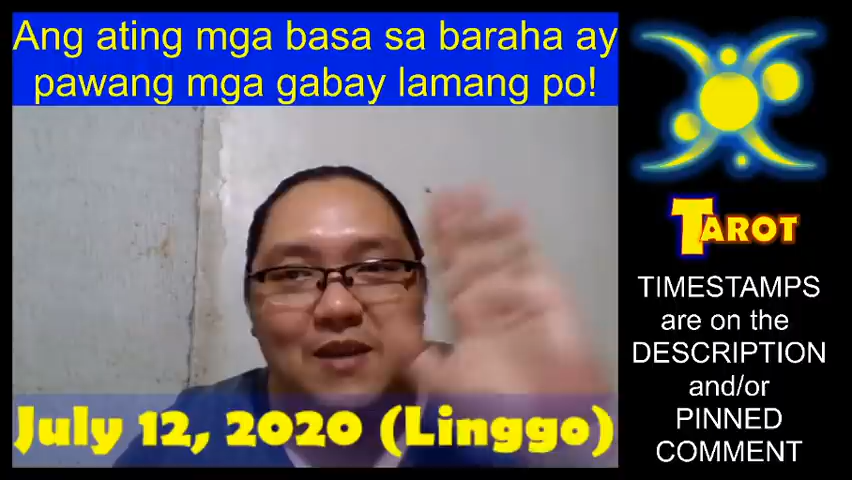 Ang ating mga basa sa baraha ay
pawang mga gabay lamang po!
July 12, 2020 (Linggo)
TAROT
TIMESTAMPS
are on the
DESCRIPTION
and/or
PINNED
COMMENT